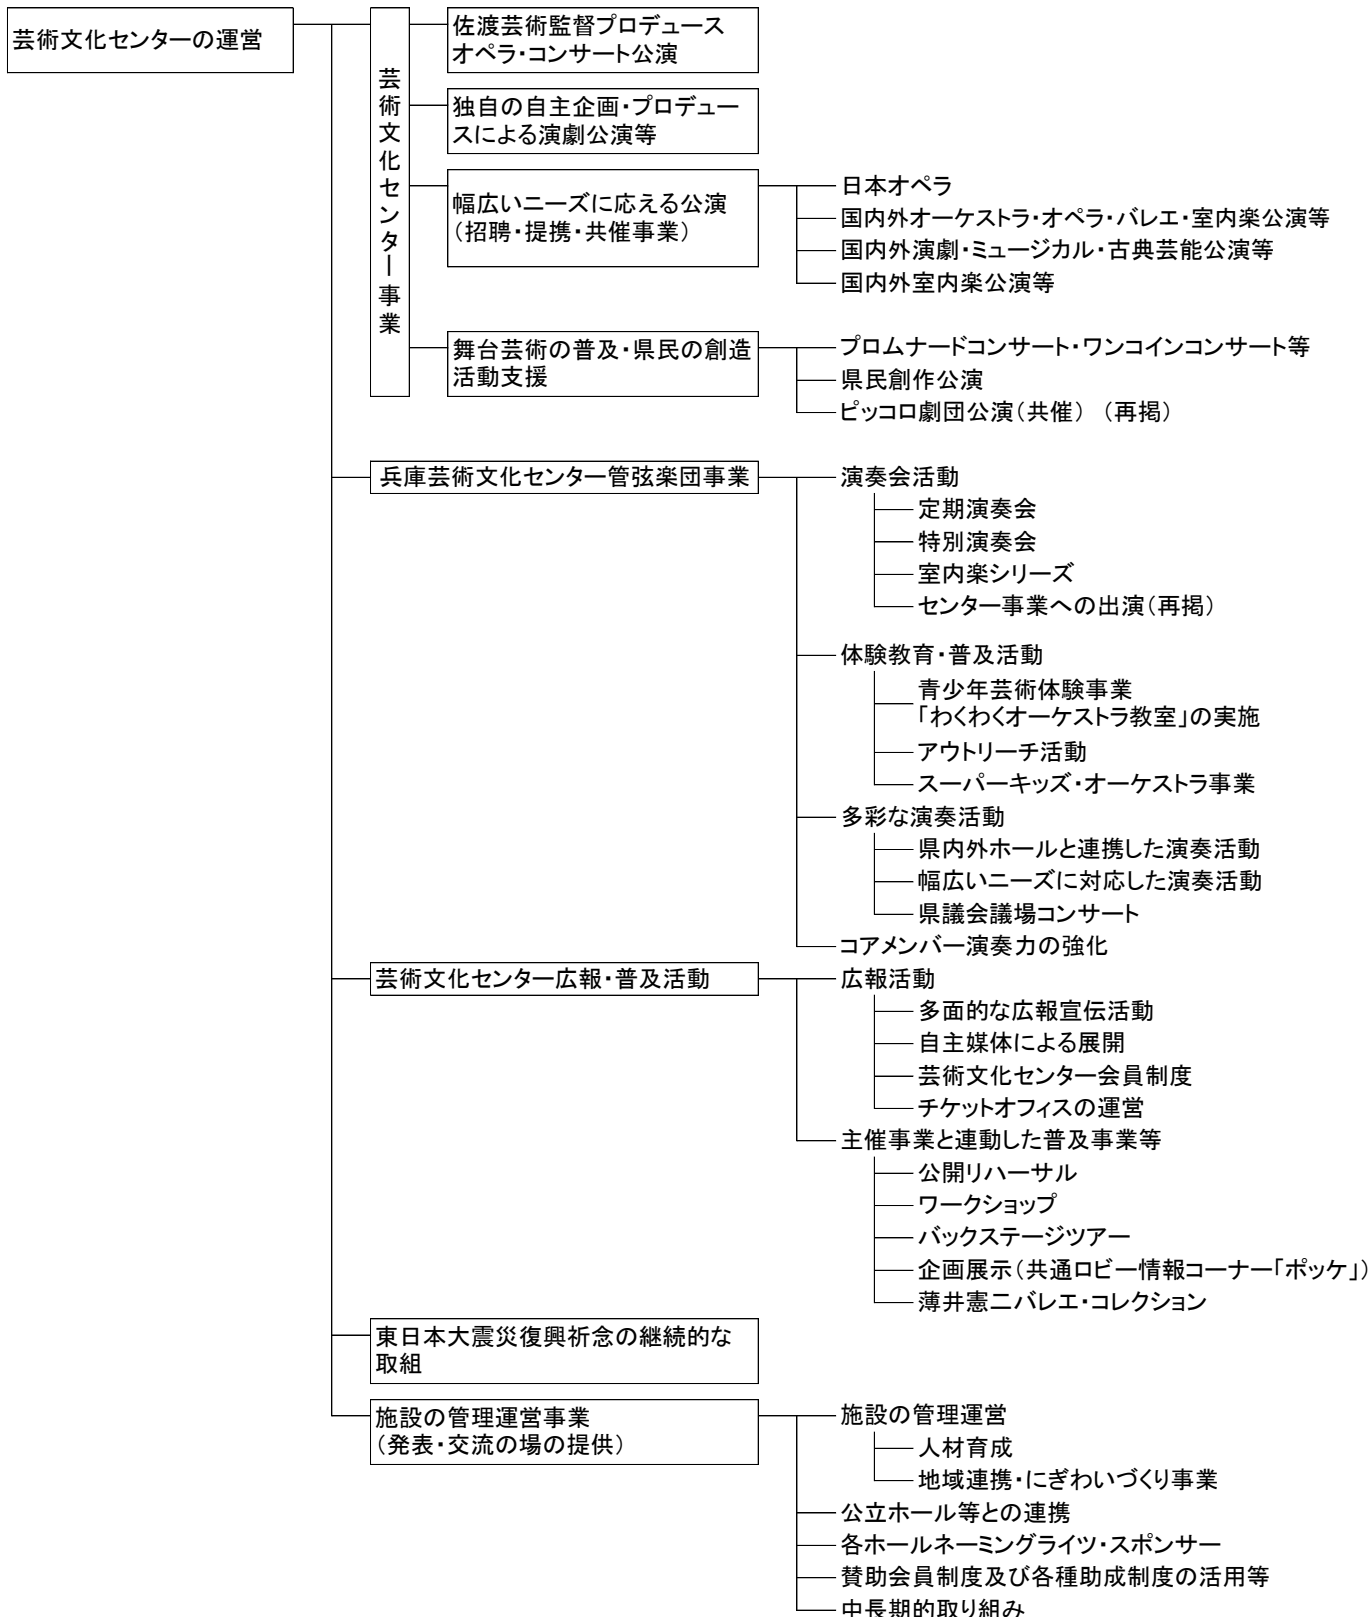 芸術文化センターの運営
芸術文化センター事業
佐渡芸術監督プロデュース
オペラ・コンサート公演
独自の自主企画・プロデュー
スによる演劇公演等
幅広いニーズに応える公演
（招聘・提携・共催事業）
日本オペラ
国内外オーケストラ・オペラ・バレエ・室内楽公演等
国内外演劇・ミュージカル・古典芸能公演等
国内外室内楽公演等
舞台芸術の普及・県民の創造
活動支援
プロムナードコンサート・ワンコインコンサート等
県民創作公演
ピッコロ劇団公演（共催）（再掲）
兵庫芸術文化センター管弦楽団事業
演奏会活動
定期演奏会
特別演奏会
室内楽シリーズ
センター事業への出演（再掲）
体験教育・普及活動
青少年芸術体験事業
「わくわくオーケストラ教室」の実施
アウトリーチ活動
スーパーキッズ・オーケストラ事業
多彩な演奏活動
県内外ホールと連携した演奏活動
幅広いニーズに対応した演奏活動
県議会議場コンサート
コアメンバー演奏力の強化
芸術文化センター広報・普及活動
広報活動
多面的な広報宣伝活動
自主媒体による展開
芸術文化センター会員制度
チケットオフィスの運営
主催事業と連動した普及事業等
公開リハーサル
ワークショップ
バックステージツアー
企画展示（共通ロビー情報コーナー「ポッケ」）
薄井憲二バレエ・コレクション
東日本大震災復興祈念の継続的な
取組
施設の管理運営事業
（発表・交流の場の提供）
施設の管理運営
人材育成
地域連携・にぎわいづくり事業
公立ホール等との連携
各ホールネーミングライツ・スポンサー
賛助会員制度及び各種助成制度の活用等
中長期的取り組み